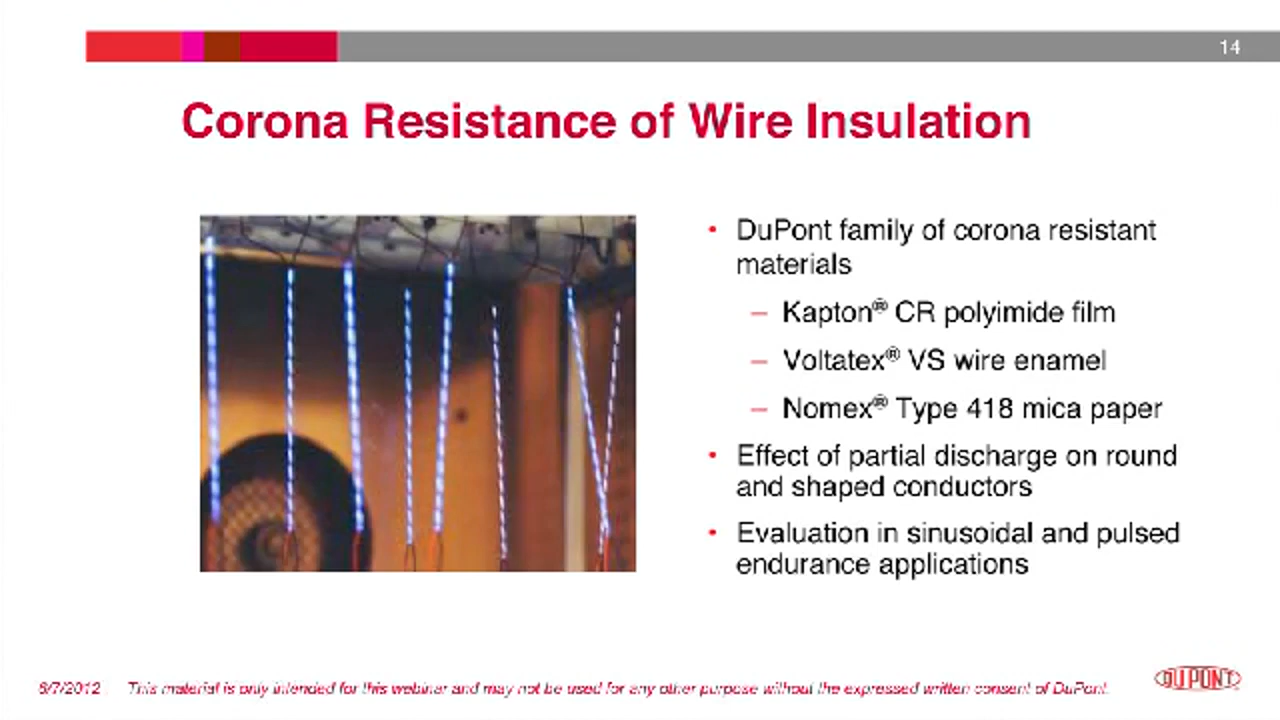 14
Corona Resistance of Wire Insulation
• DuPont family of corona resistant
materials
– Kapton® CR polyimide film
– Voltatex® VS wire enamel
– Nomex® Type 418 mica paper
• Effect of partial discharge on round
and shaped conductors
• Evaluation in sinusoidal and pulsed
endurance applications
6/7/2012 This material is only intended for this webinar and may not be used for any other purpose without the expressed written consent of DuPont.
DUPONT